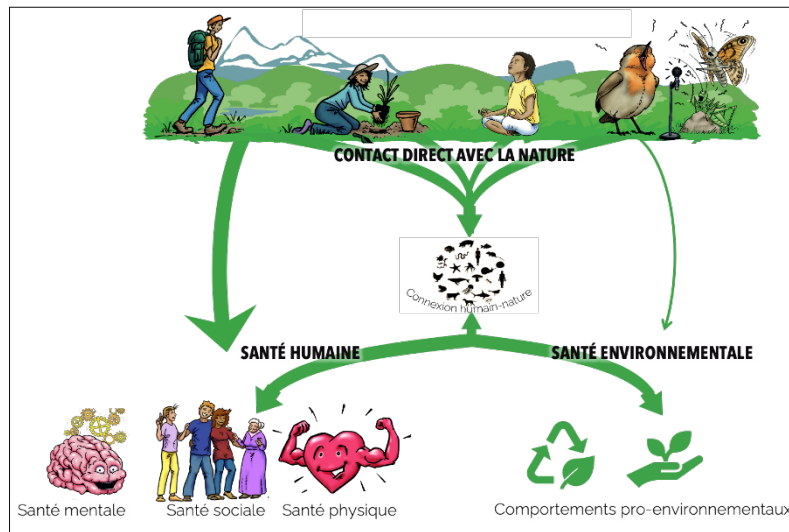 CONTACT DIRECT AVEC LA NATURE
Connexion humain-nature
SANTÉ HUMAINE
SANTÉ ENVIRONNEMENTALE
Santé mentale
Santé sociale
Santé physique
Comportements pro-environnementaux